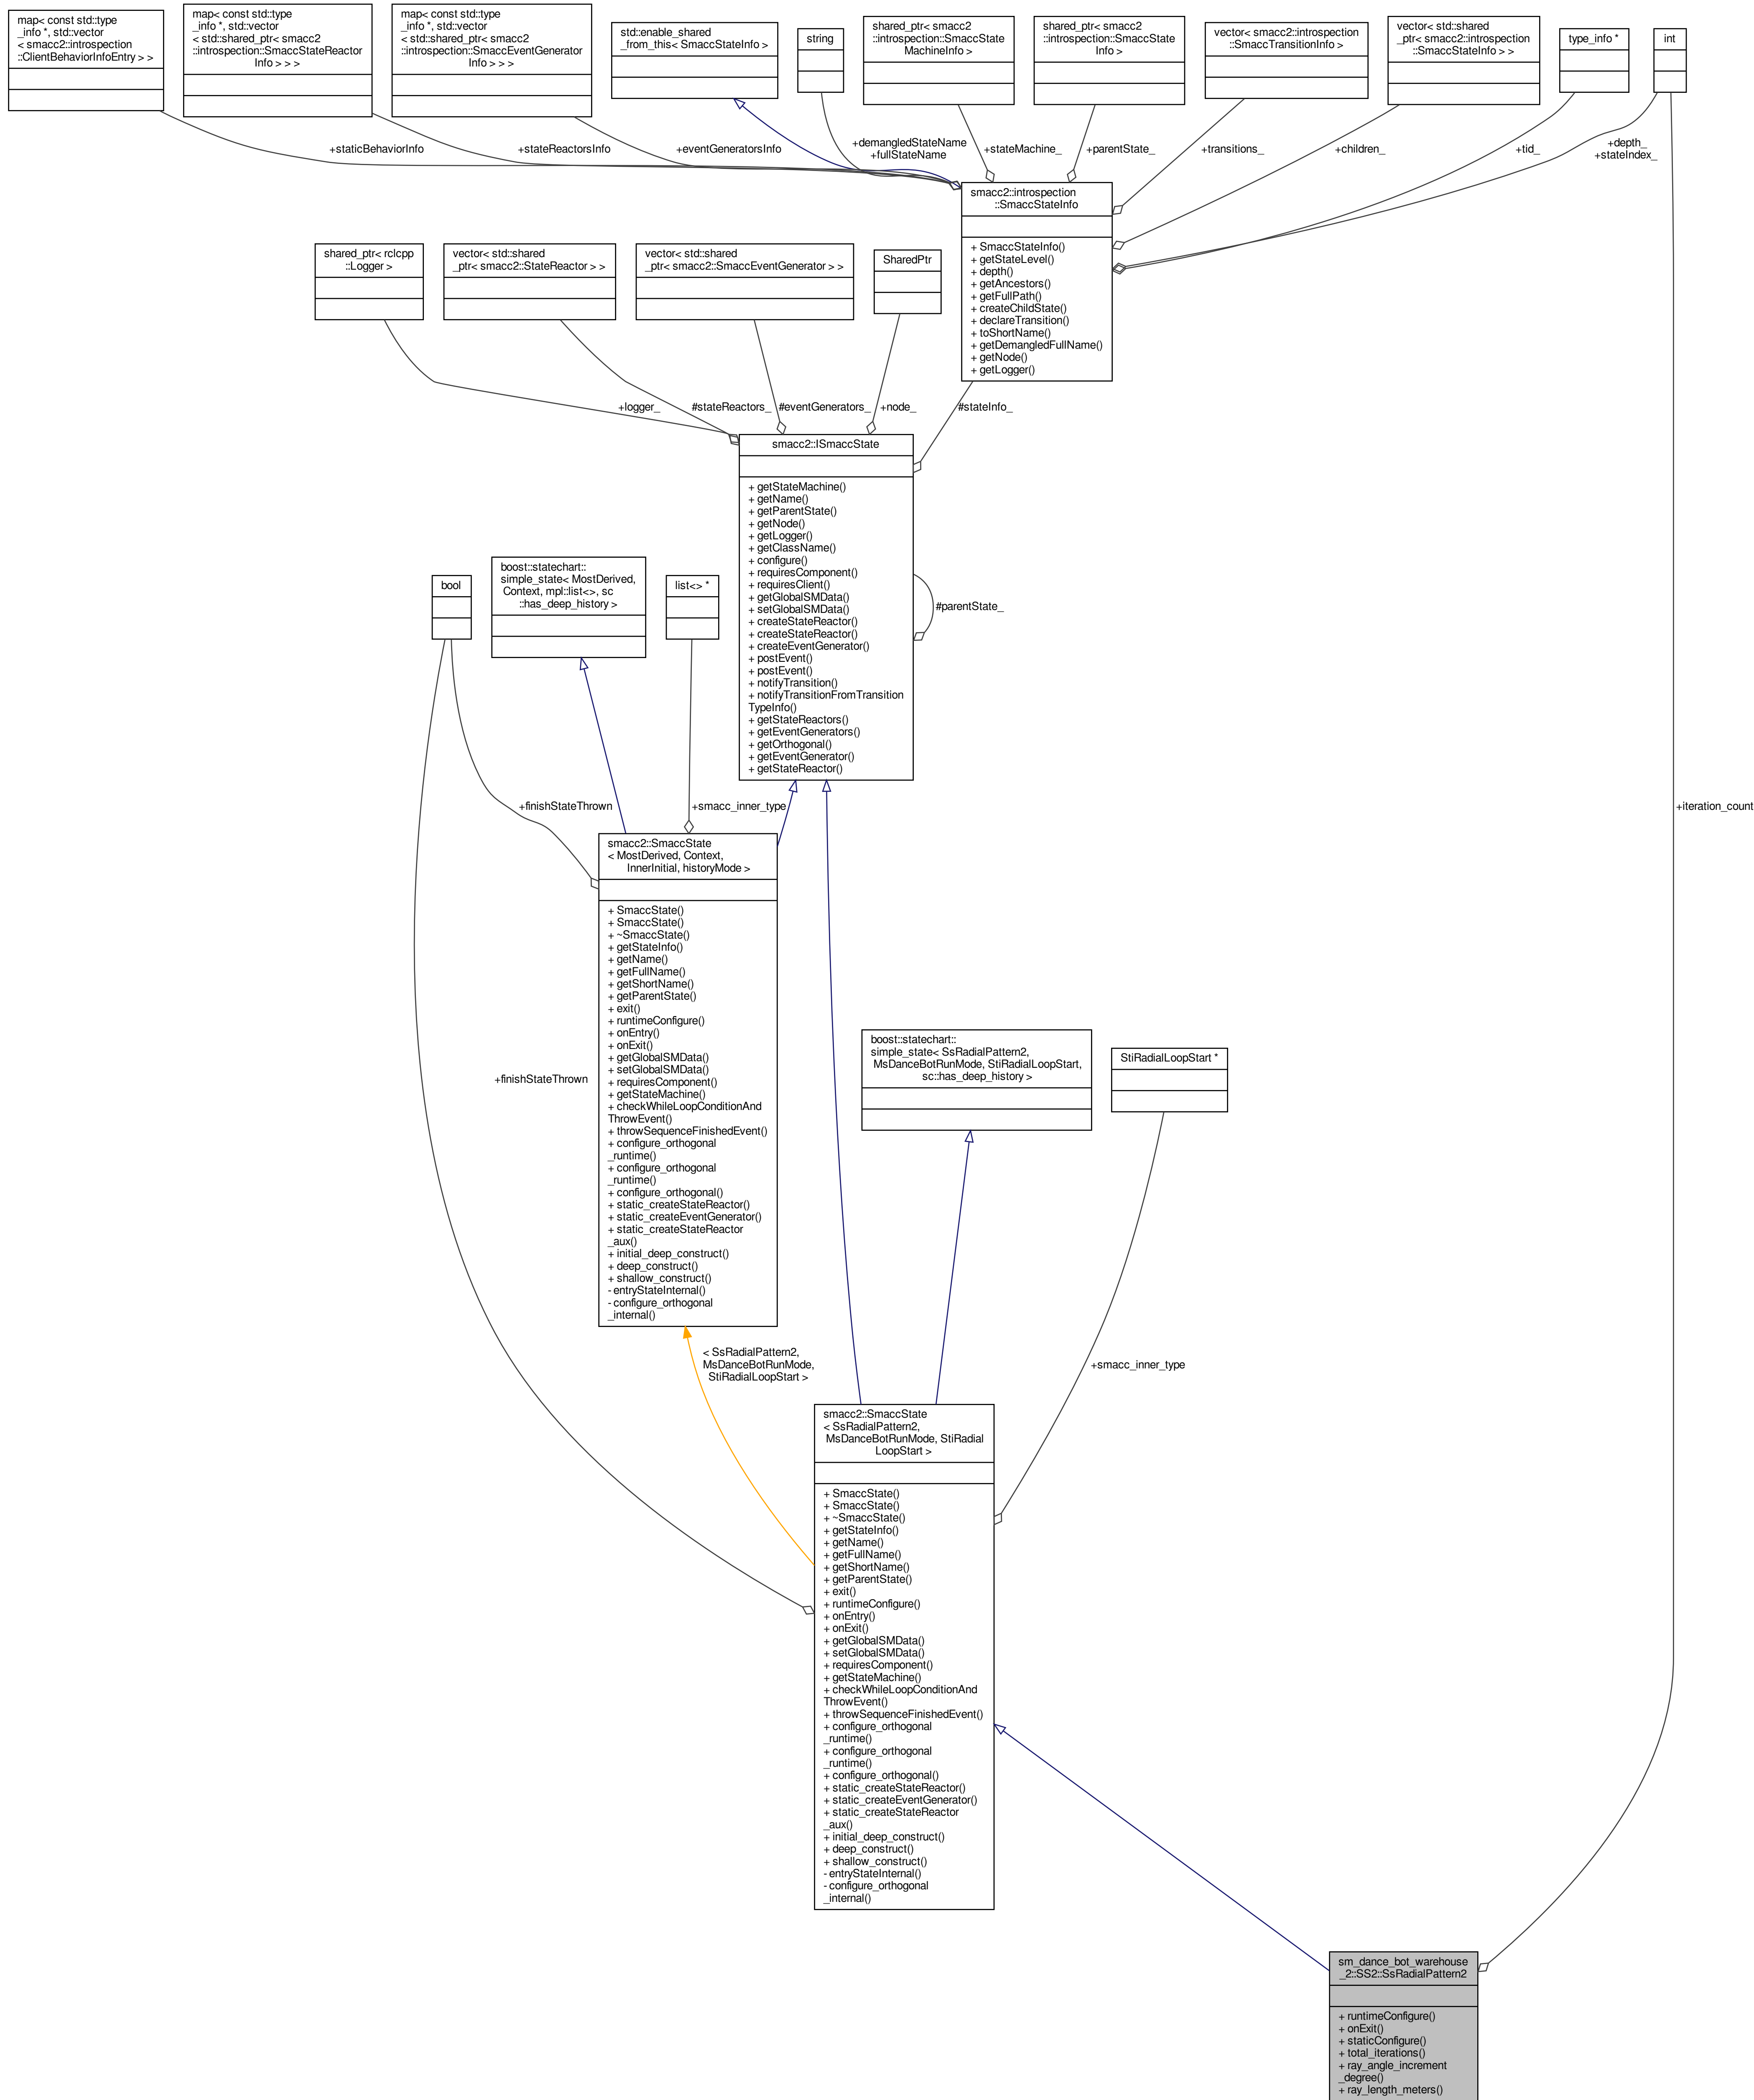 map< const std::type
_info *, std::vector
< smacc2::introspection
::ClientBehaviorInfoEntry > >
map< const std::type
_info *, std::vector
< std::shared_ptr< smacc2
::introspection::SmaccStateReactor
Info > > >
map< const std::type
_info *, std::vector
< std::shared_ptr< smacc2
::introspection::SmaccEventGenerator
Info > > >
std::enable_shared
_from_this< SmaccStateInfo >
string
shared_ptr< smacc2
::introspection::SmaccState
MachineInfo >
shared_ptr< smacc2
::introspection::SmaccState
Info >
vector< smacc2::introspection
::SmaccTransitionInfo >
vector< std::shared
_ptr< smacc2::introspection
::SmaccStateInfo > >
type_info *
int
+staticBehaviorInfo
+stateReactorsInfo
+eventGeneratorsInfo
+demangledStateName
+fullStateName
+stateMachine_
+parentState_
+transitions_
+children_
+tid_
+depth_
+stateIndex_
smacc2::introspection
::SmaccStateInfo
+ SmaccStateInfo()
+ getStateLevel()
+ depth()
+ getAncestors()
+ getFullPath()
+ createChildState()
+ declareTransition()
+ toShortName()
+ getDemangledFullName()
+ getNode()
+ getLogger()
shared_ptr< rclcpp
::Logger >
vector< std::shared
_ptr< smacc2::StateReactor > >
vector< std::shared
_ptr< smacc2::SmaccEventGenerator > >
SharedPtr
+logger_
#stateReactors_
#eventGenerators_
+node_
#stateInfo_
smacc2::ISmaccState
+ getStateMachine()
+ getName()
+ getParentState()
+ getNode()
+ getLogger()
+ getClassName()
+ configure()
+ requiresComponent()
+ requiresClient()
+ getGlobalSMData()
+ setGlobalSMData()
+ createStateReactor()
+ createStateReactor()
+ createEventGenerator()
+ postEvent()
+ postEvent()
+ notifyTransition()
+ notifyTransitionFromTransition
TypeInfo()
+ getStateReactors()
+ getEventGenerators()
+ getOrthogonal()
+ getEventGenerator()
+ getStateReactor()
#parentState_
bool
boost::statechart::
simple_state< MostDerived,
Context, mpl::list<>, sc
::has_deep_history >
list<> *
+finishStateThrown
+smacc_inner_type
+iteration_count
smacc2::SmaccState
< MostDerived, Context,
InnerInitial, historyMode >
+ SmaccState()
+ SmaccState()
+ ~SmaccState()
+ getStateInfo()
+ getName()
+ getFullName()
+ getShortName()
+ getParentState()
+ exit()
+ runtimeConfigure()
+ onEntry()
+ onExit()
+ getGlobalSMData()
+ setGlobalSMData()
+ requiresComponent()
+ getStateMachine()
+ checkWhileLoopConditionAnd
ThrowEvent()
+ throwSequenceFinishedEvent()
+ configure_orthogonal
_runtime()
+ configure_orthogonal
_runtime()
+ configure_orthogonal()
+ static_createStateReactor()
+ static_createEventGenerator()
+ static_createStateReactor
_aux()
+ initial_deep_construct()
+ deep_construct()
+ shallow_construct()
- entryStateInternal()
- configure_orthogonal
_internal()
+finishStateThrown
boost::statechart::
simple_state< SsRadialPattern2,
MsDanceBotRunMode, StiRadialLoopStart,
sc::has_deep_history >
StiRadialLoopStart *
< SsRadialPattern2,
MsDanceBotRunMode,
StiRadialLoopStart >
+smacc_inner_type
smacc2::SmaccState
< SsRadialPattern2,
MsDanceBotRunMode, StiRadial
LoopStart >
+ SmaccState()
+ SmaccState()
+ ~SmaccState()
+ getStateInfo()
+ getName()
+ getFullName()
+ getShortName()
+ getParentState()
+ exit()
+ runtimeConfigure()
+ onEntry()
+ onExit()
+ getGlobalSMData()
+ setGlobalSMData()
+ requiresComponent()
+ getStateMachine()
+ checkWhileLoopConditionAnd
ThrowEvent()
+ throwSequenceFinishedEvent()
+ configure_orthogonal
_runtime()
+ configure_orthogonal
_runtime()
+ configure_orthogonal()
+ static_createStateReactor()
+ static_createEventGenerator()
+ static_createStateReactor
_aux()
+ initial_deep_construct()
+ deep_construct()
+ shallow_construct()
- entryStateInternal()
- configure_orthogonal
_internal()
sm_dance_bot_warehouse
_2::SS2::SsRadialPattern2
+ runtimeConfigure()
+ onExit()
+ staticConfigure()
+ total_iterations()
+ ray_angle_increment
_degree()
+ ray_length_meters()